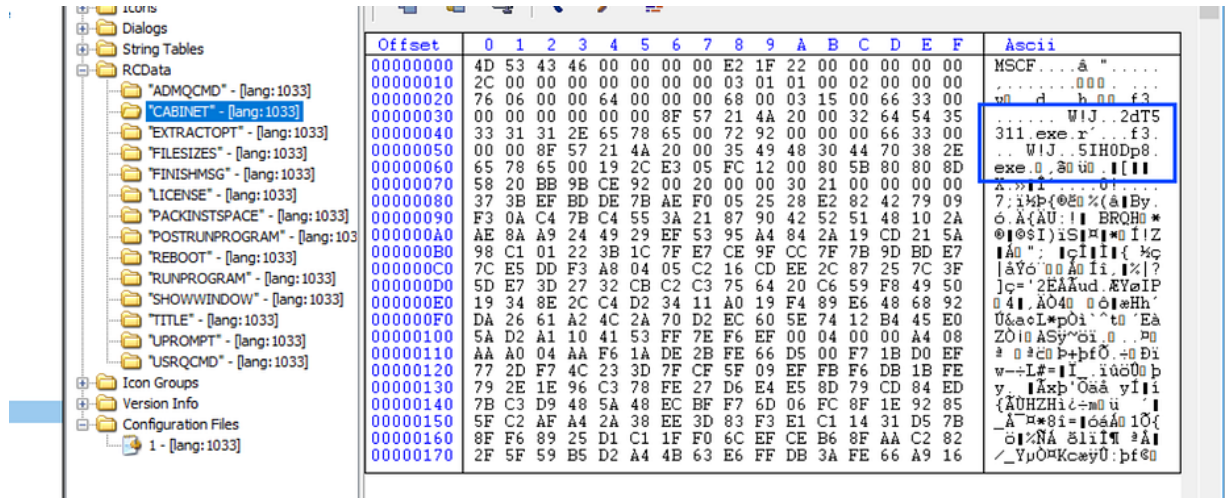 Icons
Dialogs
String Tables
RCData
"ADMQCMD" - [lang:1033]
"CABINET" - [lang:1033]
"EXTRACTOPT" - [lang:1033]
"FILESIZES" - [lang:1033]
"FINISHMSG" - [lang:1033]
"LICENSE" - [lang:1033]
"PACKINSTSPACE" - [lang:1033]
"POSTRUNPROGRAM" - [lang:103
"REBOOT" - [lang:1033]
"RUNPROGRAM" - [lang:1033]
"SHOWWINDOW" - [lang:1033]
"TITLE" - [lang:1033]
"UPROMPT" - [lang:1033]
"USRQCMD" - [lang:1033]
Icon Groups
Version Info
Configuration Files
1 - [lang:1033]
Offset 0 1 2 3 4 5 6 7 8 9 A B C D E F Ascii
00000000 4D 53 43 46 00 00 00 00 E2 1F 22 00 00 00 00 00 MSCF....â ".....
00000010 2C 00 00 00 00 00 00 00 03 01 01 00 02 00 00 00
00000020 76 06 00 00 64 00 00 00 68 00 03 15 00 66 33 00
00000030 00 00 00 00 00 00 8F 57 21 4A 20 00 32 64 54 35 W!J..2dT5
00000040 33 31 31 2E 65 78 65 00 72 92 00 00 00 66 33 00 311.exe.r´...f3.
00000050 00 00 8F 57 21 4A 20 00 35 49 48 30 44 70 38 2E .. W!J..5IH0Dp8.
00000060 65 78 65 00 19 2C E3 05 FC 12 00 80 5B 80 80 8D exe.
00000070 58 20 BB 9B CE 92 00 20 00 00 30 21 00 00 00 00
00000080 37 3B EF BD DE 7B AE F0 05 25 28 E2 82 42 79 09
00000090 F3 0A C4 7B C4 55 3A 21 87 90 42 52 51 48 10 2A
000000A0 AE 8A A9 24 49 29 EF 53 95 A4 84 2A 19 CD 21 5A
000000B0 98 C1 01 22 3B 1C 7F E7 CE 9F CC 7F 7B 9D BD E7
000000C0 7C E5 DD F3 A8 04 05 C2 16 CD EE 2C 87 25 7C 3F
000000D0 5D E7 3D 27 32 CB C2 C3 75 64 20 C6 59 F8 49 50
000000E0 19 34 8E 2C C4 D2 34 11 A0 19 F4 89 E6 48 68 92
000000F0 DA 26 61 A2 4C 2A 70 D2 EC 60 5E 74 12 B4 45 E0
00000100 5A D2 A1 10 41 53 FF 7E F6 EF 00 04 00 00 A4 08
00000110 AA A0 04 AA F6 1A DE 2B FE 66 D5 00 F7 1B D0 EF
00000120 77 2D F7 4C 23 3D 7F CF 5F 09 EF FB F6 DB 1B FE
00000130 79 2E 1E 96 C3 78 FE 27 D6 E4 E5 8D 79 CD 84 ED
00000140 7B C3 D9 48 5A 48 EC BF F7 6D 06 FC 8F 1E 92 85
00000150 5F C2 AF A4 2A 38 EE 3D 83 F3 E1 C1 14 31 D5 7B
00000160 8F F6 89 25 D1 C1 1F F0 6C EF CE B6 8F AA C2 82
00000170 2F 5F 59 B5 D2 A4 4B 63 E6 FF DB 3A FE 66 A9 16